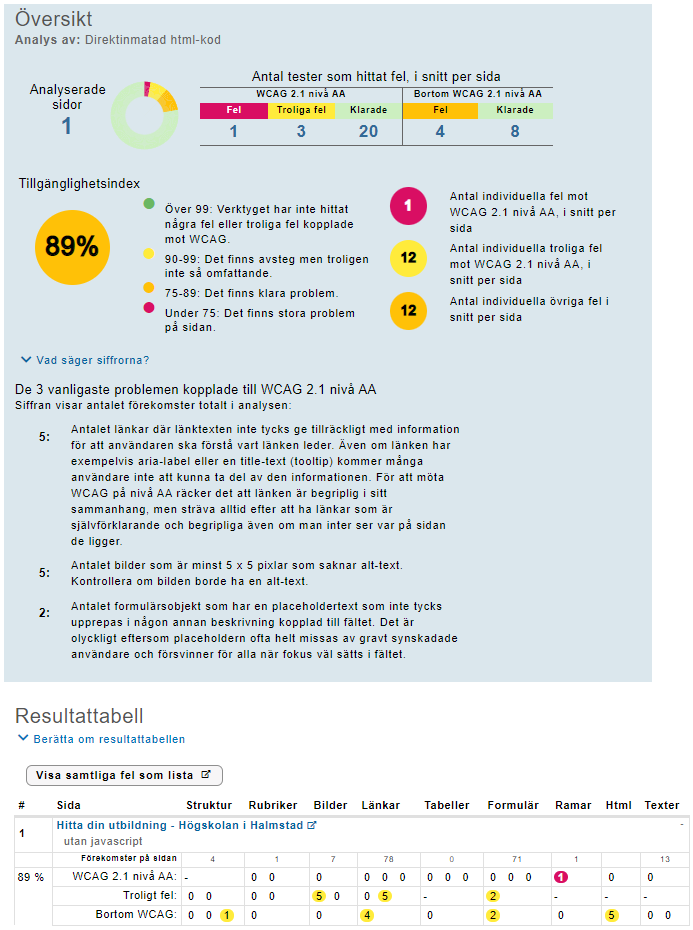 Översikt
Analys av: Direktinmatad html-kod
Analyserade
sidor
1
Antal tester som hittat fel, i snitt per sida
WCAG 2.1 nivå AA Bortom WCAG 2.1 nivå AA
Fel Troliga fel Klarade Fel Klarade
1 3 20 4 8
Tillgänglighetsindex
89%
Över 99: Verktyget har inte hittat
några fel eller troliga fel kopplade
mot WCAG.
90-99: Det finns avsteg men troligen
inte så omfattande.
75-89: Det finns klara problem.
Under 75: Det finns stora problem
på sidan.
1
Antal individuella fel mot
WCAG 2.1 nivå AA, i snitt per
sida
12
Antal individuella troliga fel
mot WCAG 2.1 nivå AA, i
snitt per sida
12
Antal individuella övriga fel i
snitt per sida
Vad säger siffrorna?
De 3 vanligaste problemen kopplade till WCAG 2.1 nivå AA
Siffran visar antalet förekomster totalt i analysen:
5:
Antalet länkar där länktexten inte tycks ge tillräckligt med information
för att användaren ska förstå vart länken leder. Även om länken har
exempelvis aria-label eller en title-text (tooltip) kommer många
användare inte att kunna ta del av den informationen. För att möta
WCAG på nivå AA räcker det att länken är begriplig i sitt
sammanhang, men sträva alltid efter att ha länkar som är
självförklarande och begripliga även om man inter ser var på sidan
de ligger.
5:
Antalet bilder som är minst 5 x 5 pixlar som saknar alt-text.
Kontrollera om bilden borde ha en alt-text.
2:
Antalet formulärsobjekt som har en placeholdertext som inte tycks
upprepas i någon annan beskrivning kopplad till fältet. Det är
olyckligt eftersom placeholdern ofta helt missas av gravt synskadade
användare och försvinner för alla när fokus väl sätts i fältet.
Resultattabell
Berätta om resultattabellen
Visa samtliga fel som lista
# Sida Struktur Rubriker Bilder Länkar Tabeller Formulär Ramar Html Texter
1 Hitta din utbildning - Högskolan i Halmstad -
utan javascript
Förekomster på sidan 4 1 7 78 0 71 1 13
89 % WCAG 2.1 nivå AA: - 0 0 0 0 0 0 0 0 0 0 0 0 1 0 0
Troligt fel: 0 0 0 0 5 0 0 5 - 2 - - -
Bortom WCAG: 0 0 1 0 0 4 0 2 0 5 0